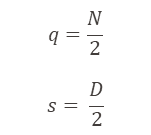 q = N/2
s = D/2